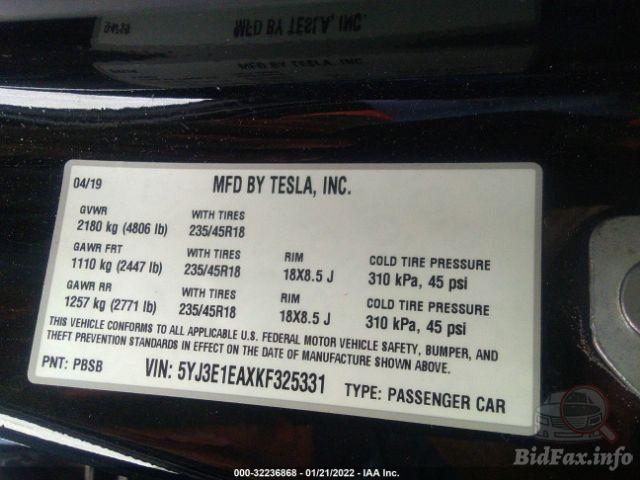 04/19 MFD BY TESLA, INC.
GVWR WITH TIRES
2180 kg (4806 lb) 235/45R18
GAWR FRT WITH TIRES RIM COLD TIRE PRESSURE
1110 kg (2447 lb) 235/45R18 18X8.5 J 310 kPa, 45 psi
GAWR RR WITH TIRES RIM COLD TIRE PRESSURE
1257 kg (2771 lb) 235/45R18 18X8.5 J 310 kPa, 45 psi
THIS VEHICLE CONFORMS TO ALL APPLICABLE U.S. FEDERAL MOTOR VEHICLE SAFETY, BUMPER, AND
THEFT PREVENTION STANDARDS IN EFFECT ON THE DATE OF MANUFACTURE SHOWN ABOVE.
PNT: PBSB VIN: 5YJ3E1EAXKF325331 TYPE: PASSENGER CAR
BidFax.info
000-32236868 - 01/21/2022 - IAA Inc.